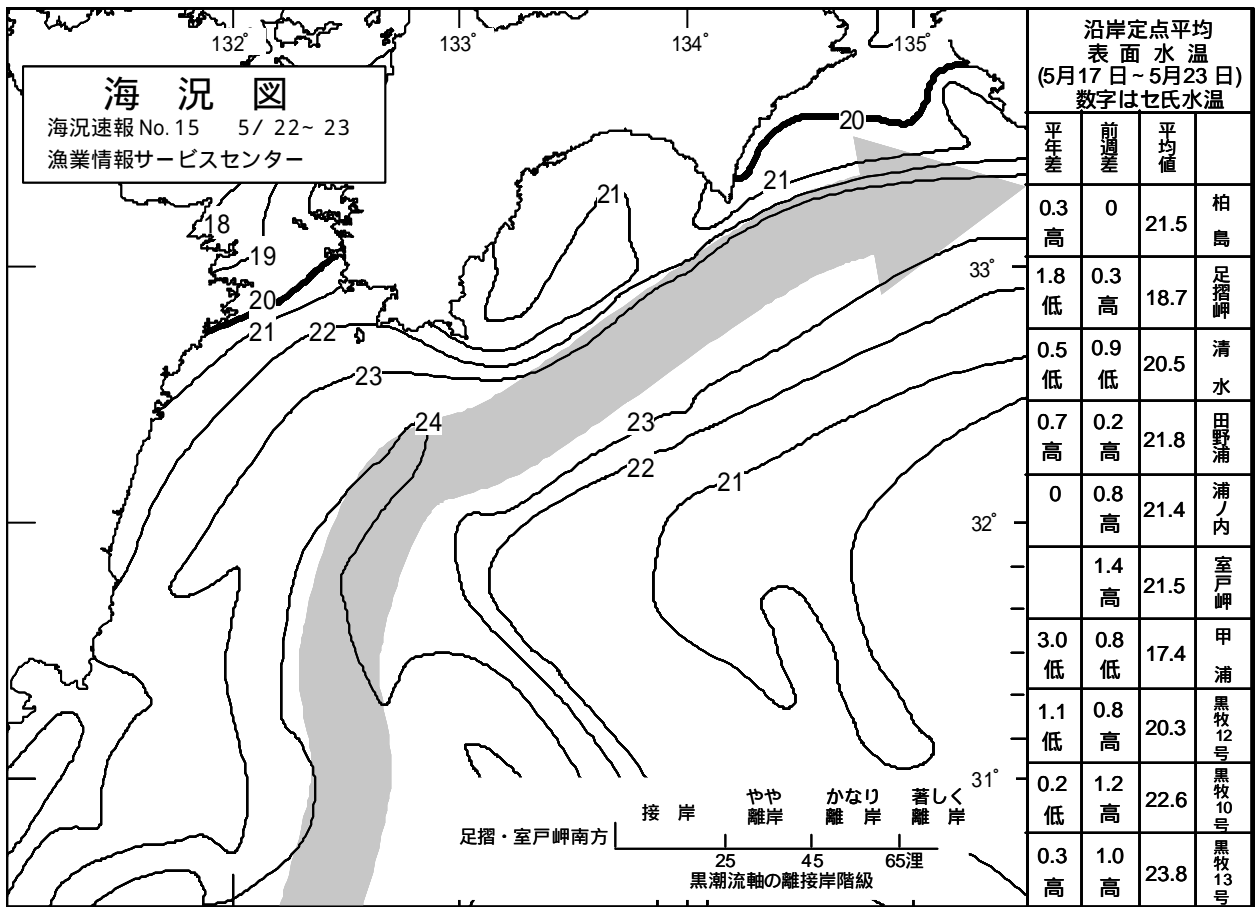 132°
133°
134°
135°
海 況 図
海況速報 No. 15 5/ 22~ 23
漁業情報サービスセンター
20
21
21
18
19
20
21
22
23
24
23
22
21
33°
32°
31°
接 岸
やや
離岸
かなり
離 岸
著しく
離 岸
足摺・室戸岬南方
25
45
65浬
黒潮流軸の離接岸階級
沿岸定点平均
表 面 水 温
(5月17 日~ 5月23 日)
数字はセ氏水温
平年差 前週差 平均値
0.3高 0 21.5 柏島
1.8低 0.3高 18.7 足摺岬
0.5低 0.9低 20.5 清水
0.7高 0.2高 21.8 田野浦
0 0.8高 21.4 浦ノ内
1.4高 21.5 室戸岬
3.0低 0.8低 17.4 甲浦
1.1低 0.8高 20.3 黒牧12号
0.2低 1.2高 22.6 黒牧10号
0.3高 1.0高 23.8 黒牧13号